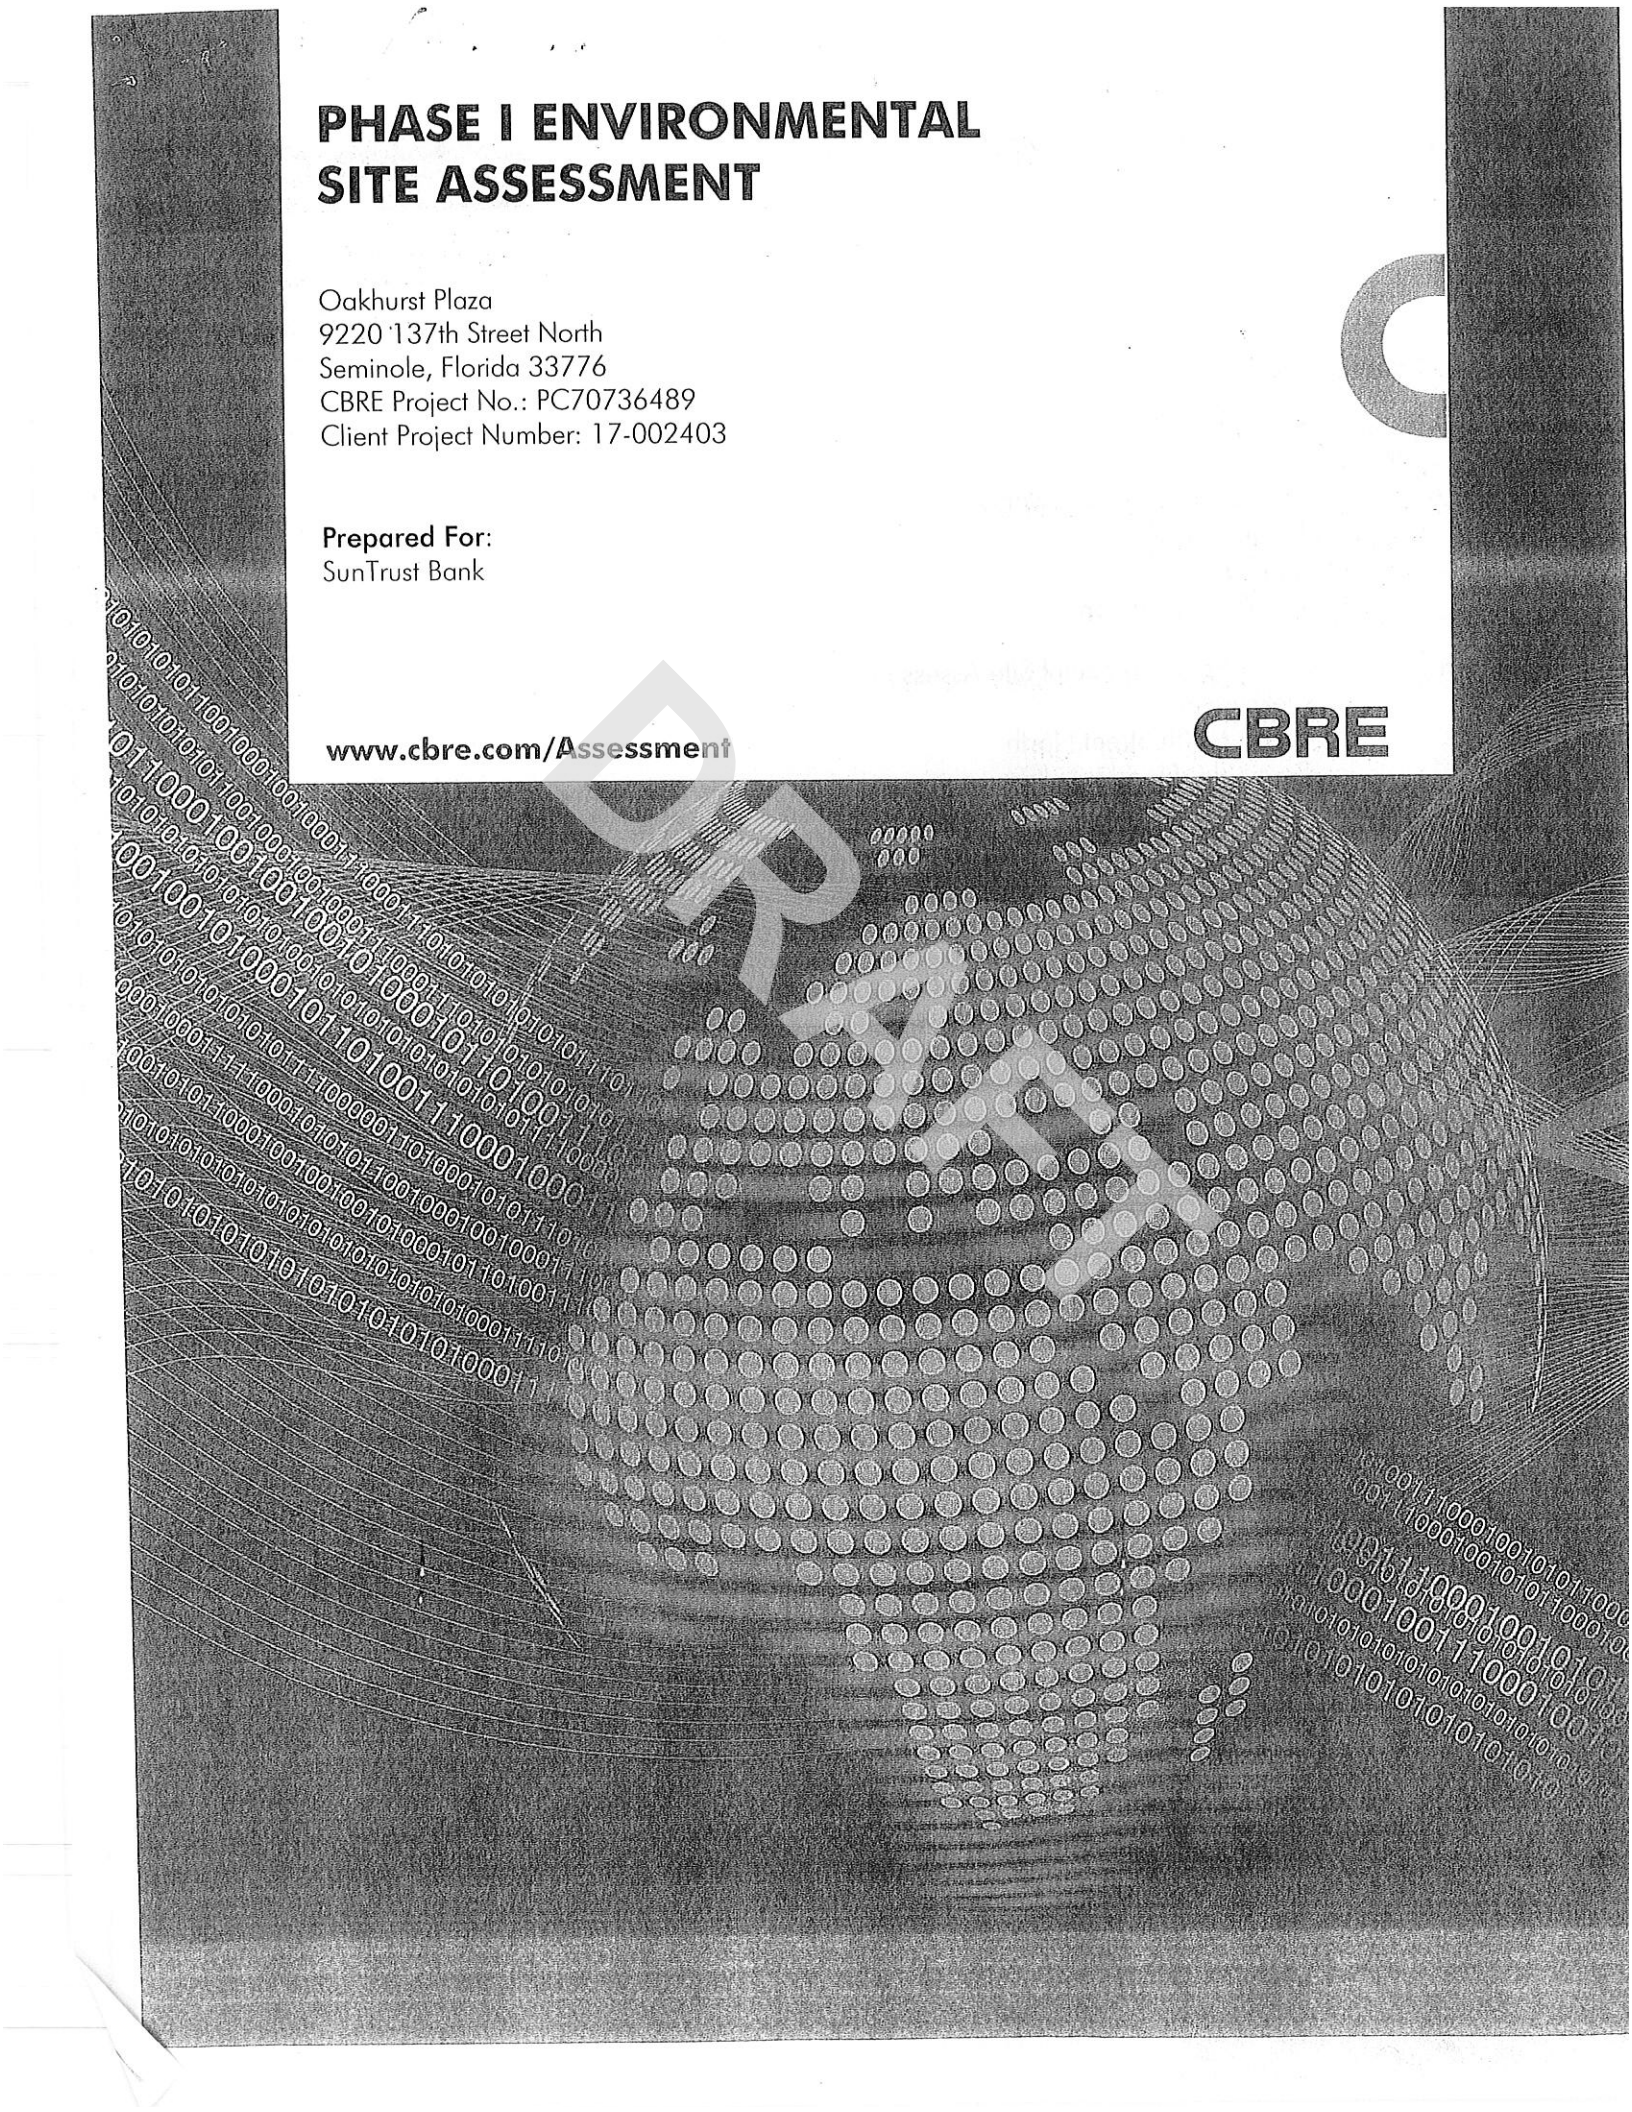 PHASE I ENVIRONMENTAL
SITE ASSESSMENT
Oakhurst Plaza
9220 137th Street North
Seminole, Florida 33776
CBRE Project No.: PC70736489
Client Project Number: 17-002403
Prepared For:
SunTrust Bank
www.cbre.com/Assessment
CBRE
DRAFT